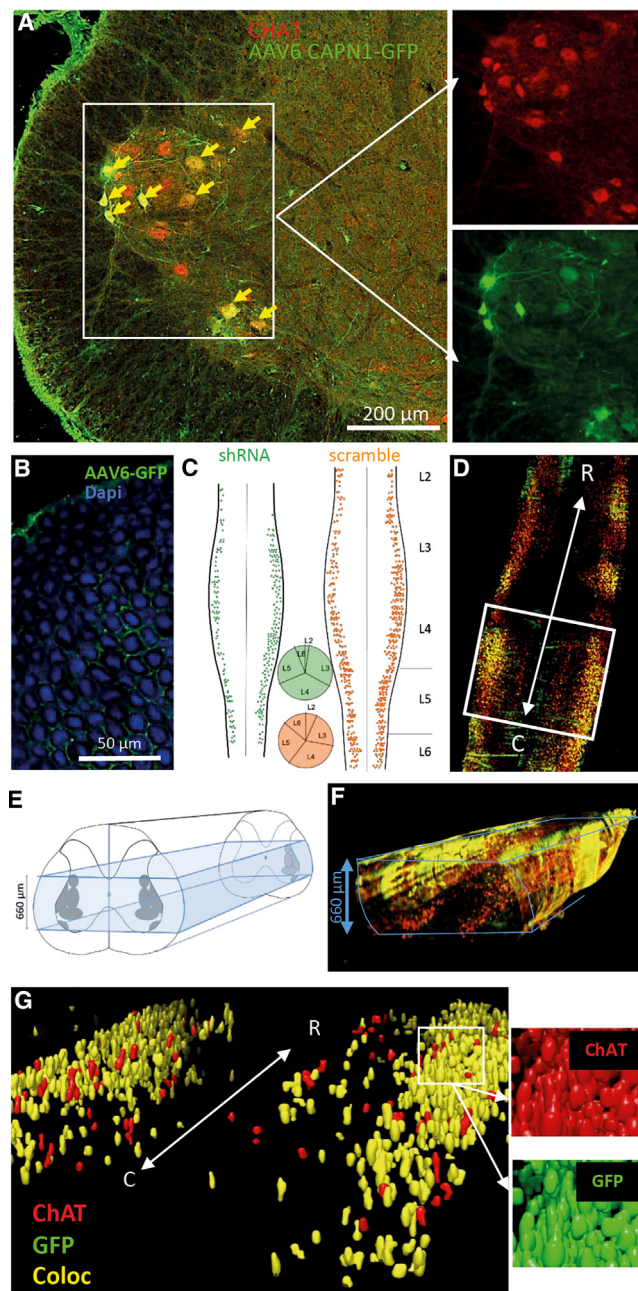 A
CHAT
AAV6 CAPN1-GFP
200 µm
B
AAV6-GFP
Dapi
50 µm
C
shRNA
scramble
L2
L3
L4
L5
L6
L2
L6
L5
L3
L4
L2
L6
L5
L3
L4
D
R
C
E
660 µm
F
660 µm
G
R
C
ChAT
GFP
Coloc
ChAT
GFP